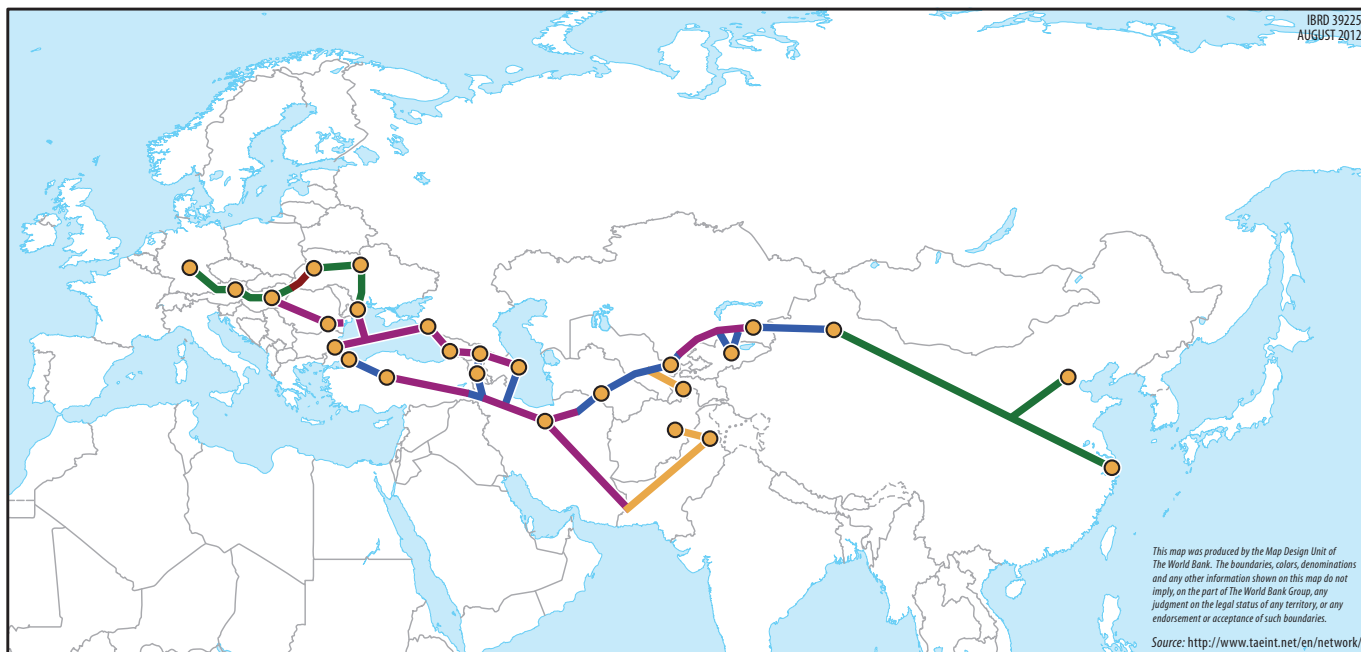 IBRD 39225
AUGUST 2012
This map was produced by the Map Design Unit of
The World Bank. The boundaries, colors, denominations
and any other information shown on this map do not
imply, on the part of The World Bank Group, any
judgment on the legal status of any territory, or any
endorsement or acceptance of such boundaries.
Source: http://www.taeint.net/en/network/